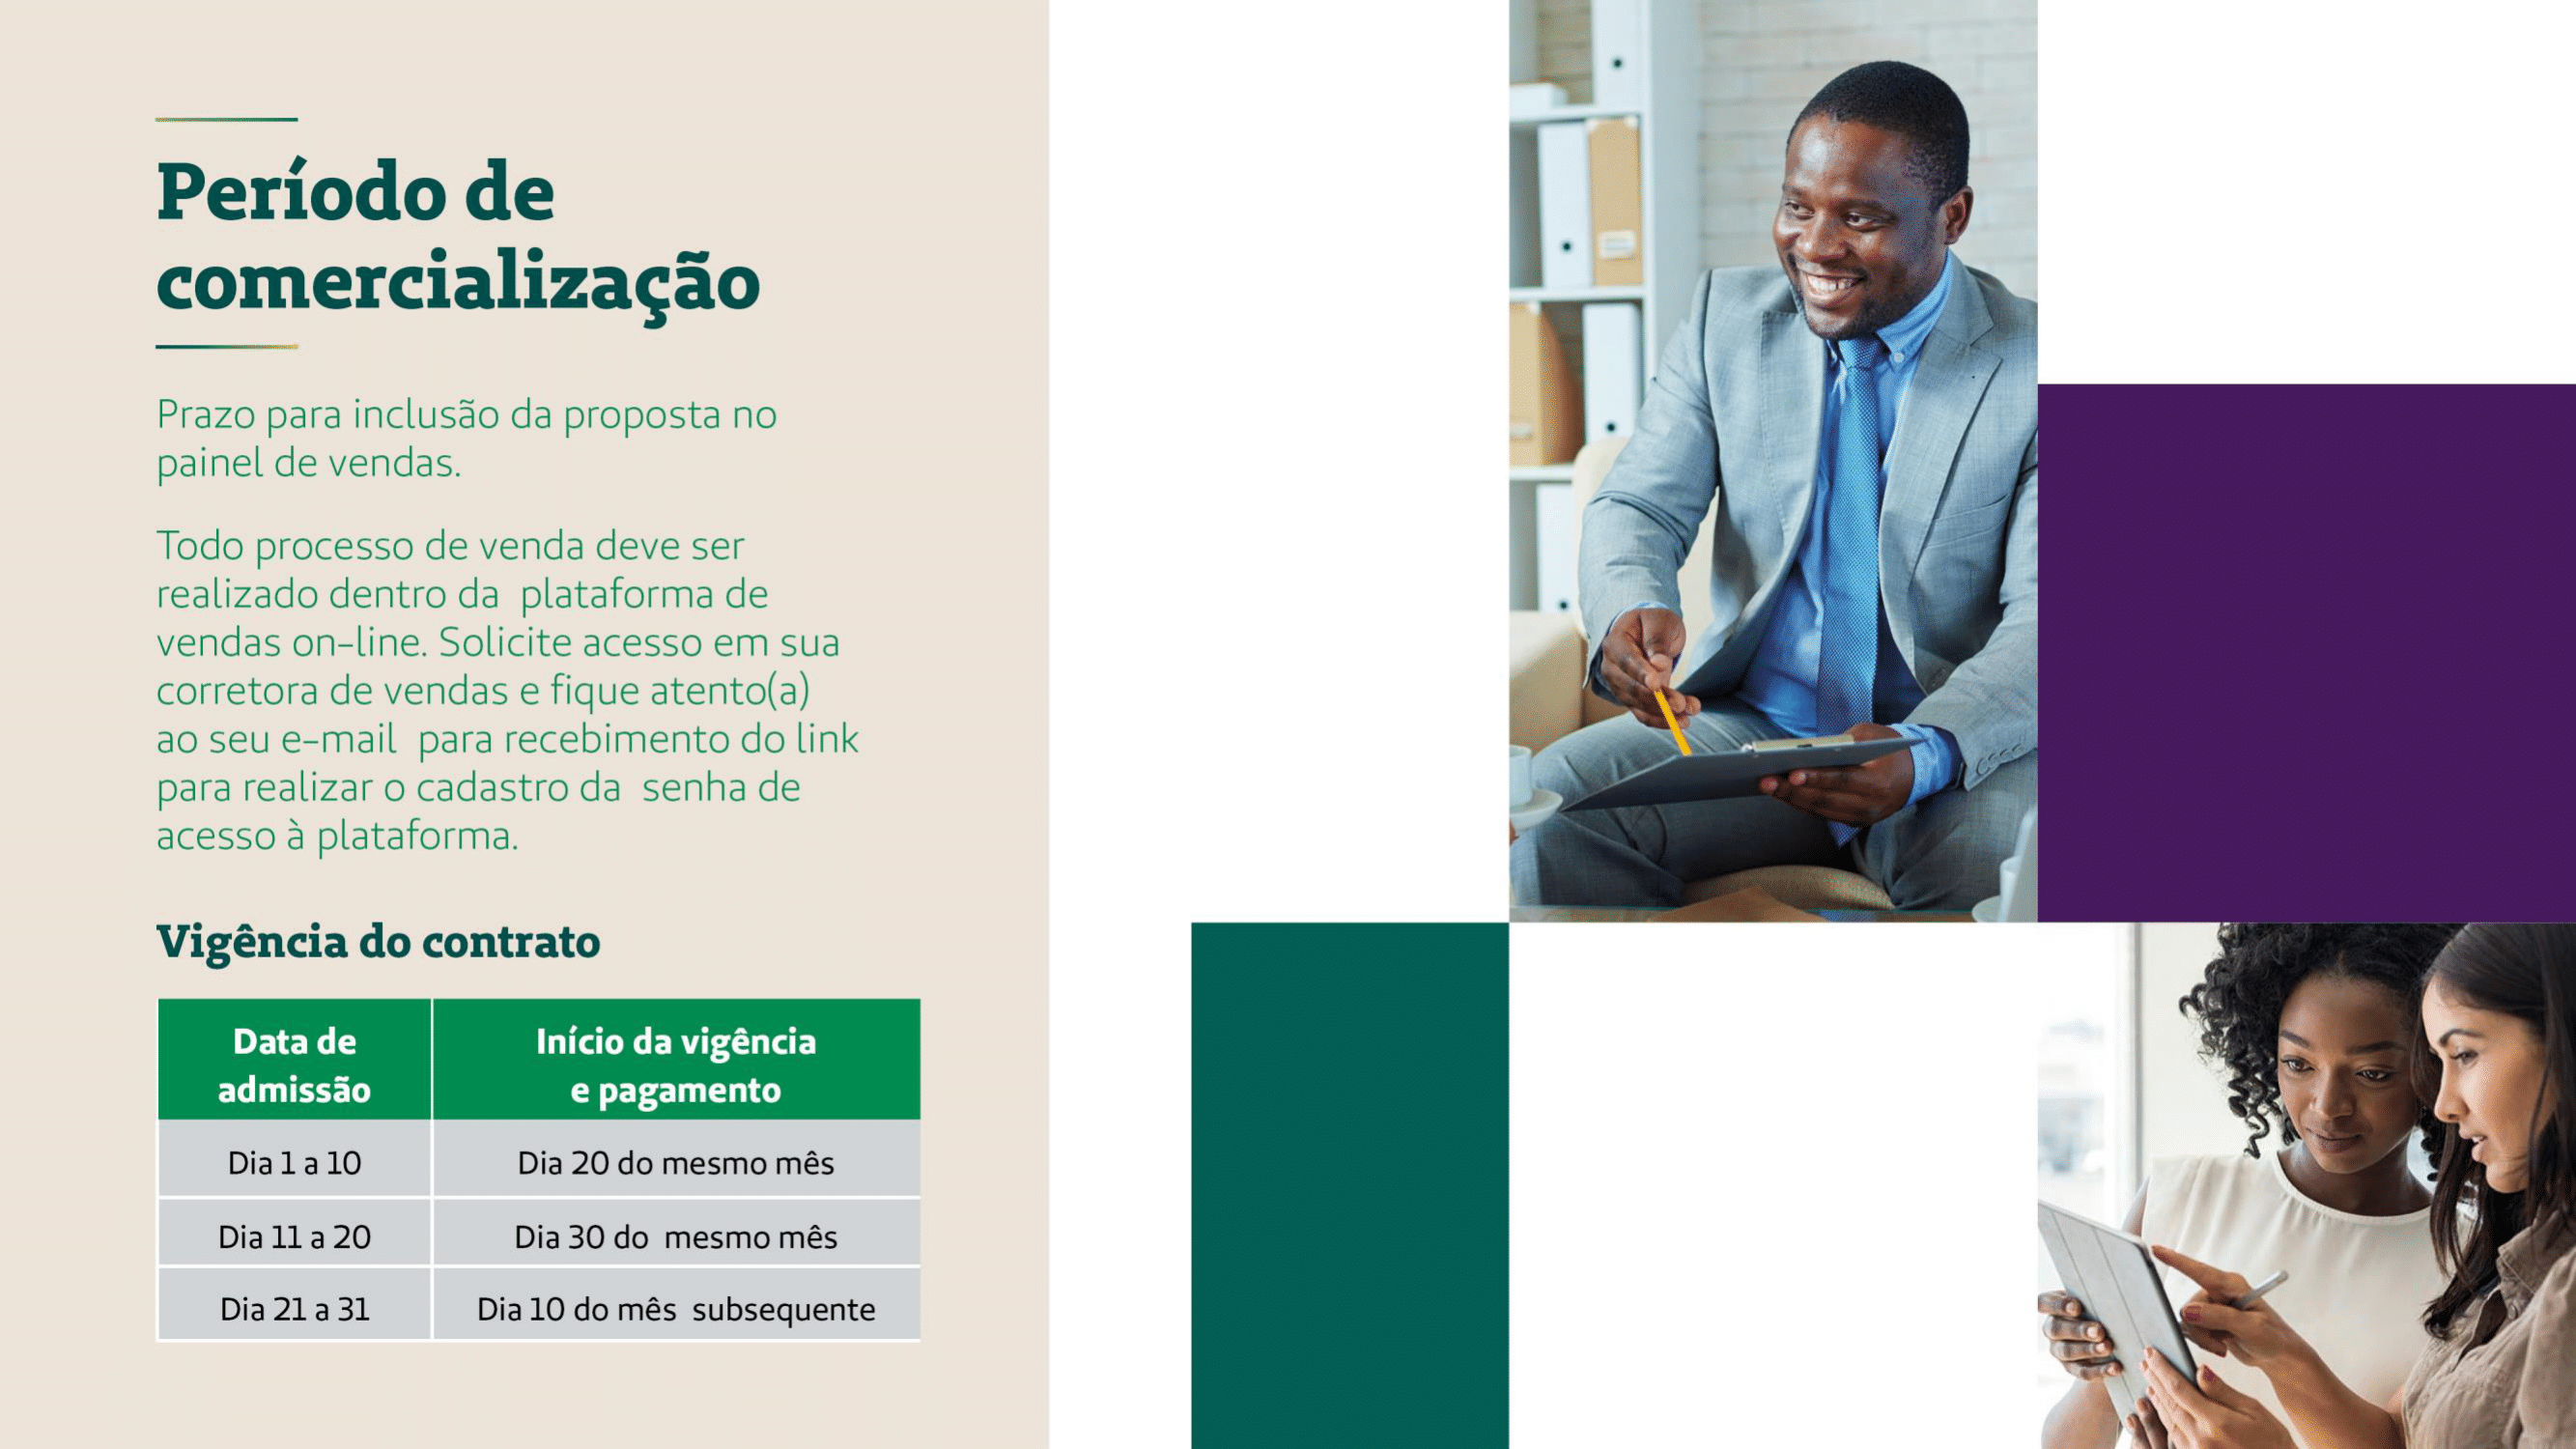 Período de
comercialização
Prazo para inclusão da proposta no
painel de vendas.
Todo processo de venda deve ser
realizado dentro da plataforma de
vendas on-line. Solicite acesso em sua
corretora de vendas e fique atento(a)
ao seu e-mail para recebimento do link
para realizar o cadastro da senha de
acesso à plataforma.
Vigência do contrato
Data de admissão | Início da vigência e pagamento
Dia 1 a 10 | Dia 20 do mesmo mês
Dia 11 a 20 | Dia 30 do mesmo mês
Dia 21 a 31 | Dia 10 do mês subsequente